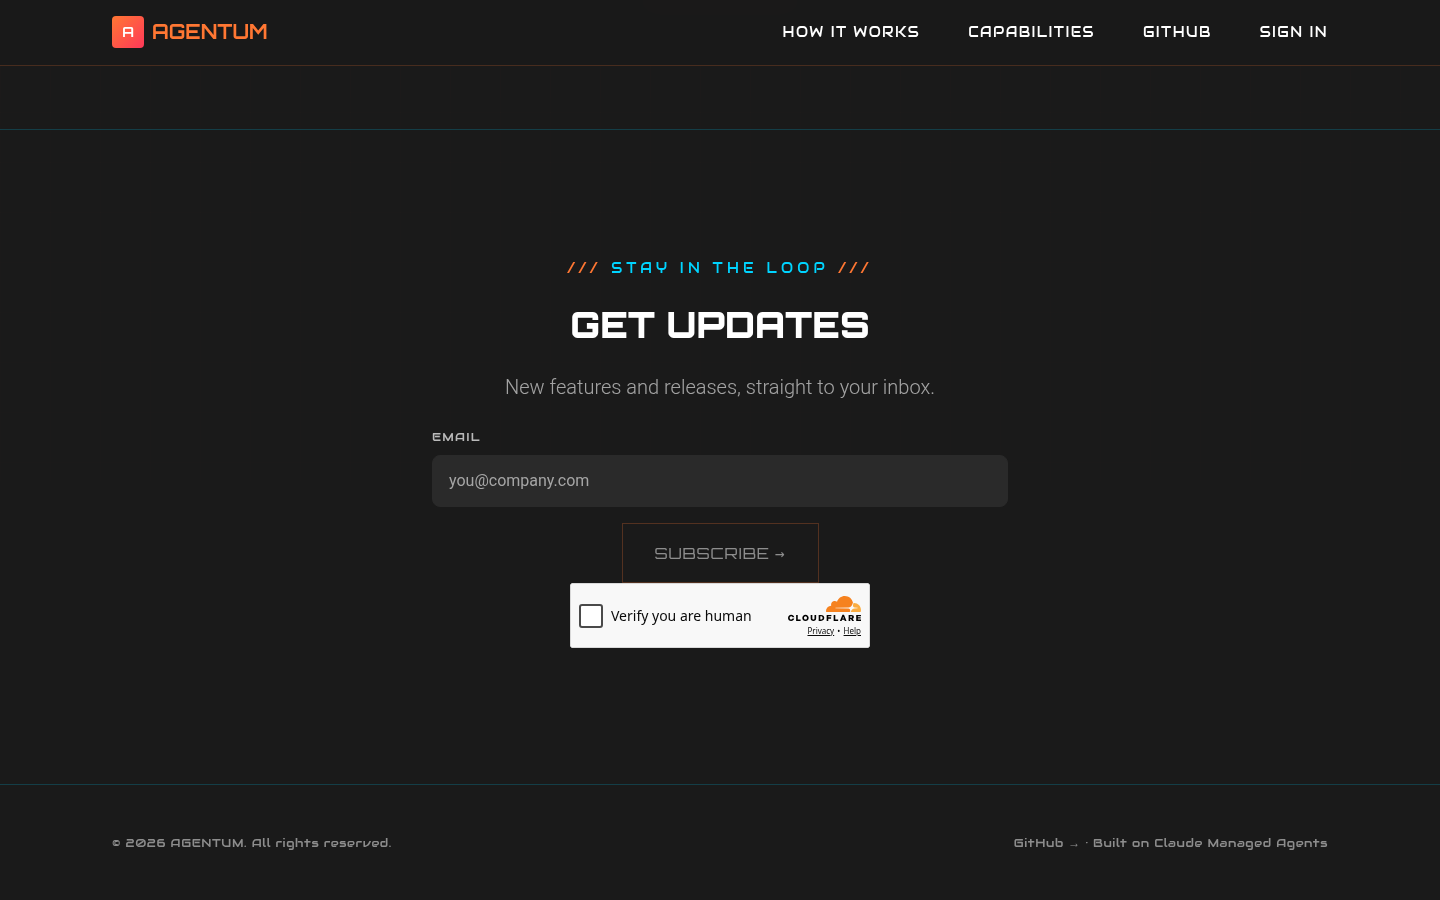 A AGENTUM
HOW IT WORKS CAPABILITIES GITHUB SIGN IN
/// STAY IN THE LOOP ///
GET UPDATES
New features and releases, straight to your inbox.
EMAIL
you@company.com
SUBSCRIBE →
Verify you are human
CLOUDFLARE
Privacy • Help
© 2026 AGENTUM. All rights reserved.
GitHub → · Built on Claude Managed Agents